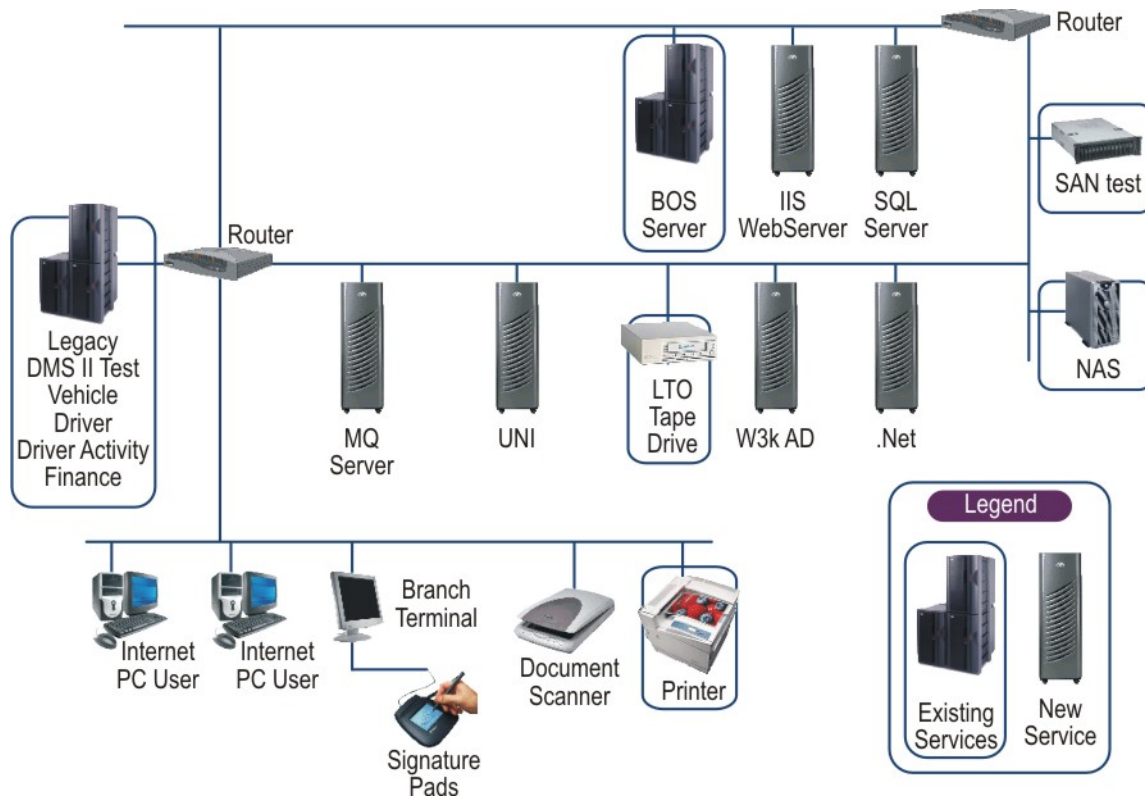 Router
BOS
Server
IIS
WebServer
SQL
Server
SAN test
Router
Legacy
DMS II Test
Vehicle
Driver
Driver Activity
Finance
MQ
Server
UNI
LTO
Tape
Drive
W3k AD
.Net
NAS
Legend
Existing
Services
New
Service
Internet
PC User
Internet
PC User
Branch
Terminal
Signature
Pads
Document
Scanner
Printer